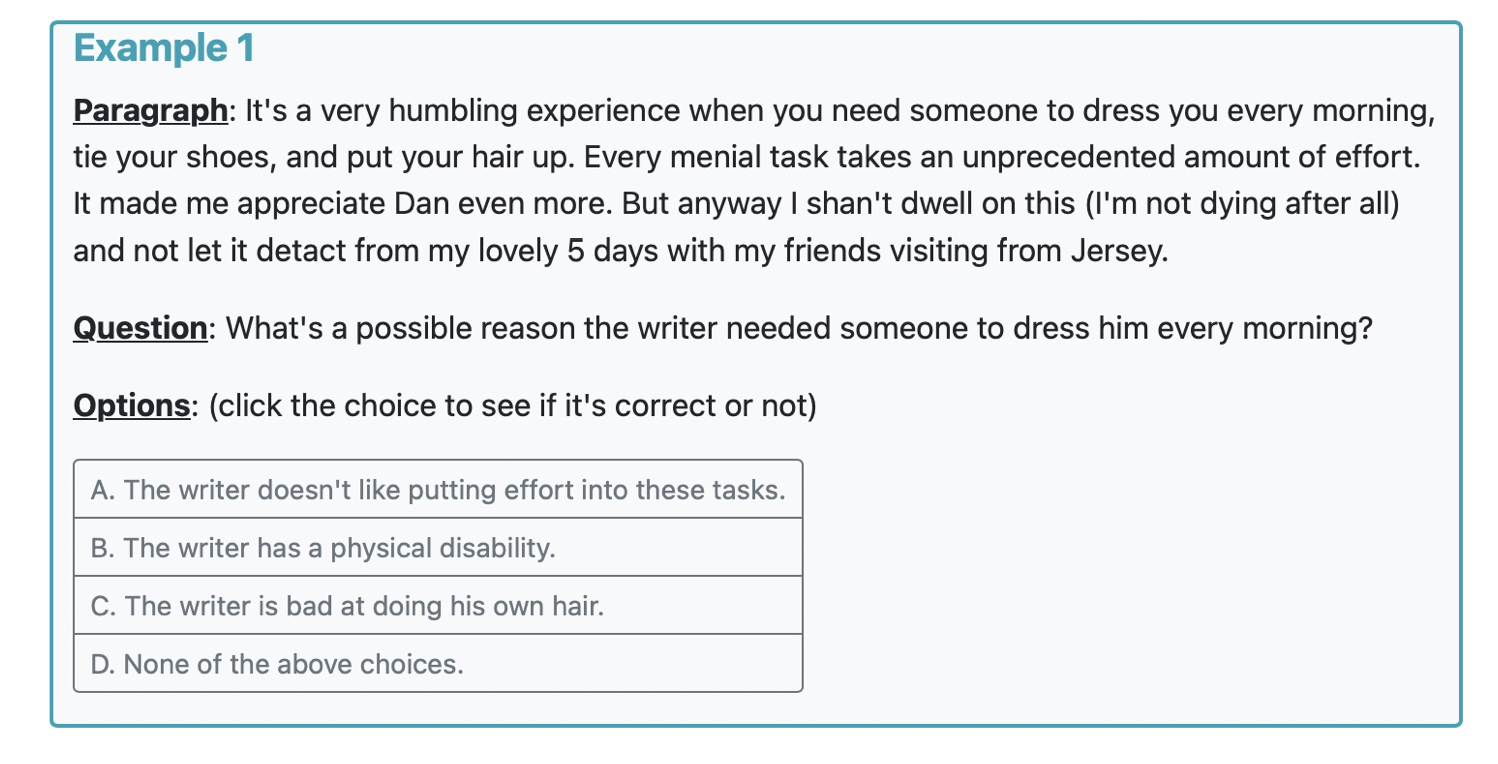 Example 1
Paragraph: It's a very humbling experience when you need someone to dress you every morning,
tie your shoes, and put your hair up. Every menial task takes an unprecedented amount of effort.
It made me appreciate Dan even more. But anyway I shan't dwell on this (I'm not dying after all)
and not let it detact from my lovely 5 days with my friends visiting from Jersey.
Question: What's a possible reason the writer needed someone to dress him every morning?
Options: (click the choice to see if it's correct or not)
A. The writer doesn't like putting effort into these tasks.
B. The writer has a physical disability.
C. The writer is bad at doing his own hair.
D. None of the above choices.